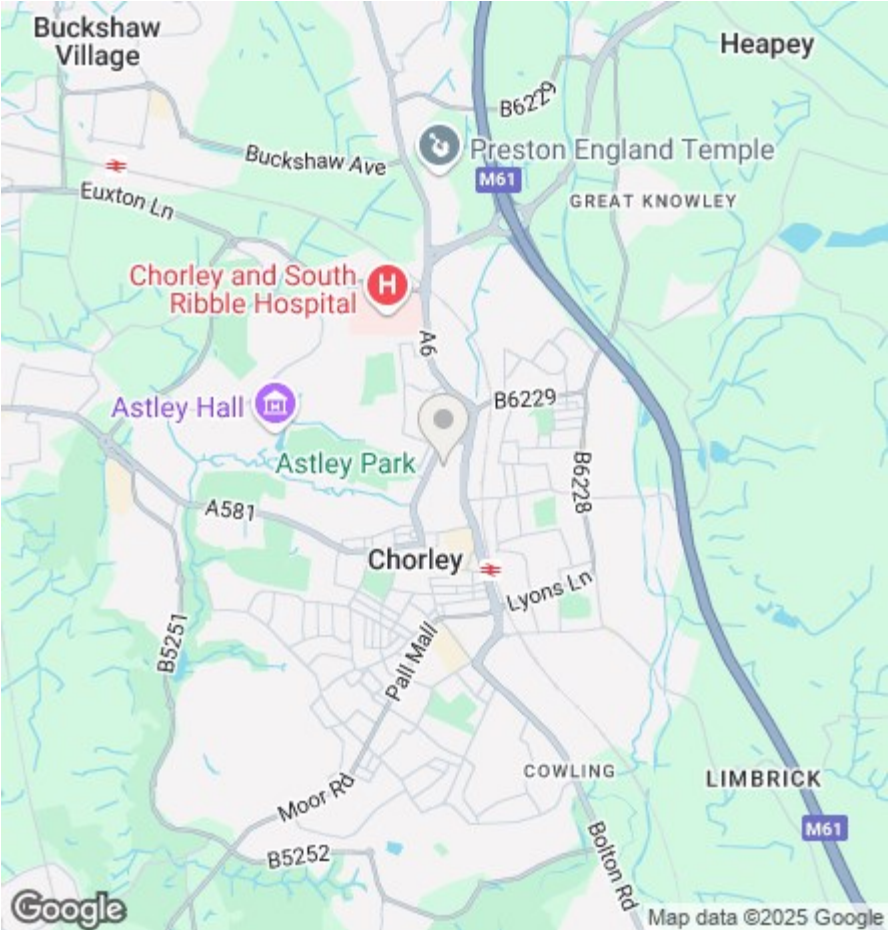 Buckshaw
Village
Heapey
B6229
Preston England Temple
Buckshaw Ave
M61
Euxton Ln
GREAT KNOWLEY
Chorley and South
Ribble Hospital
H
A6
B6229
Astley Hall
Astley Park
B6228
A581
Chorley
Lyons Ln
B5251
Pall Mall
COWLING
LIMBRICK
Moor Rd
M61
Bolton Rd
B5252
Google
Map data ©2025 Google